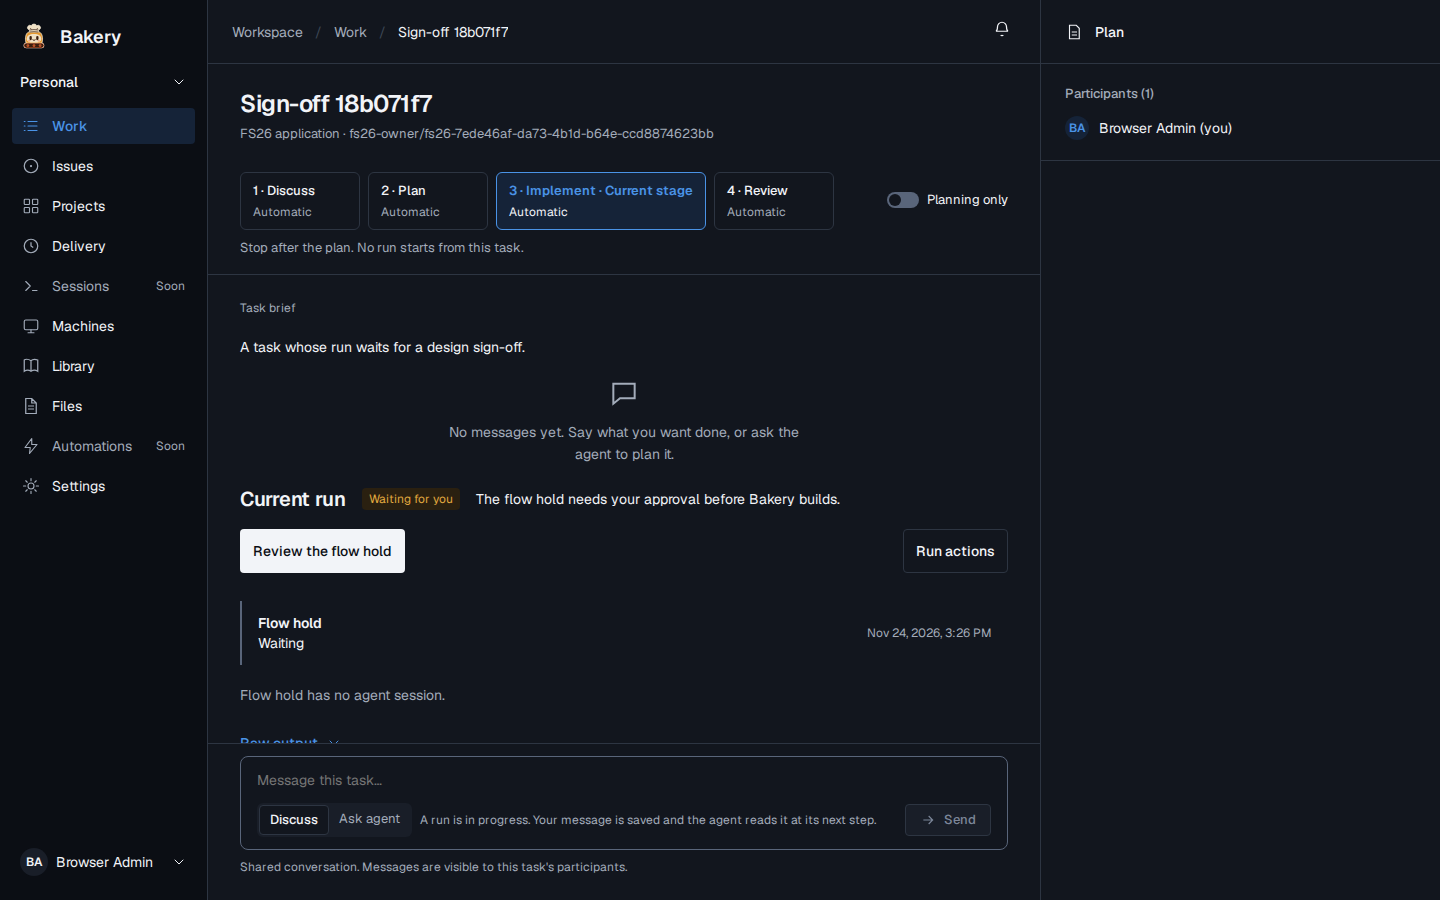 Bakery
Personal
Work
Issues
Projects
Delivery
Sessions Soon
Machines
Library
Files
Automations Soon
Settings
BA Browser Admin
Workspace / Work / Sign-off 18b071f7
Sign-off 18b071f7
FS26 application · fs26-owner/fs26-7ede46af-da73-4b1d-b64e-ccd8874623bb
1 · Discuss
Automatic
2 · Plan
Automatic
3 · Implement · Current stage
Automatic
4 · Review
Automatic
Planning only
Stop after the plan. No run starts from this task.
Task brief
A task whose run waits for a design sign-off.
No messages yet. Say what you want done, or ask the
agent to plan it.
Current run Waiting for you The flow hold needs your approval before Bakery builds.
Review the flow hold
Run actions
Flow hold
Waiting
Nov 24, 2026, 3:26 PM
Flow hold has no agent session.
Raw output
Message this task...
Discuss Ask agent A run is in progress. Your message is saved and the agent reads it at its next step. Send
Shared conversation. Messages are visible to this task's participants.
Plan
Participants (1)
BA Browser Admin (you)